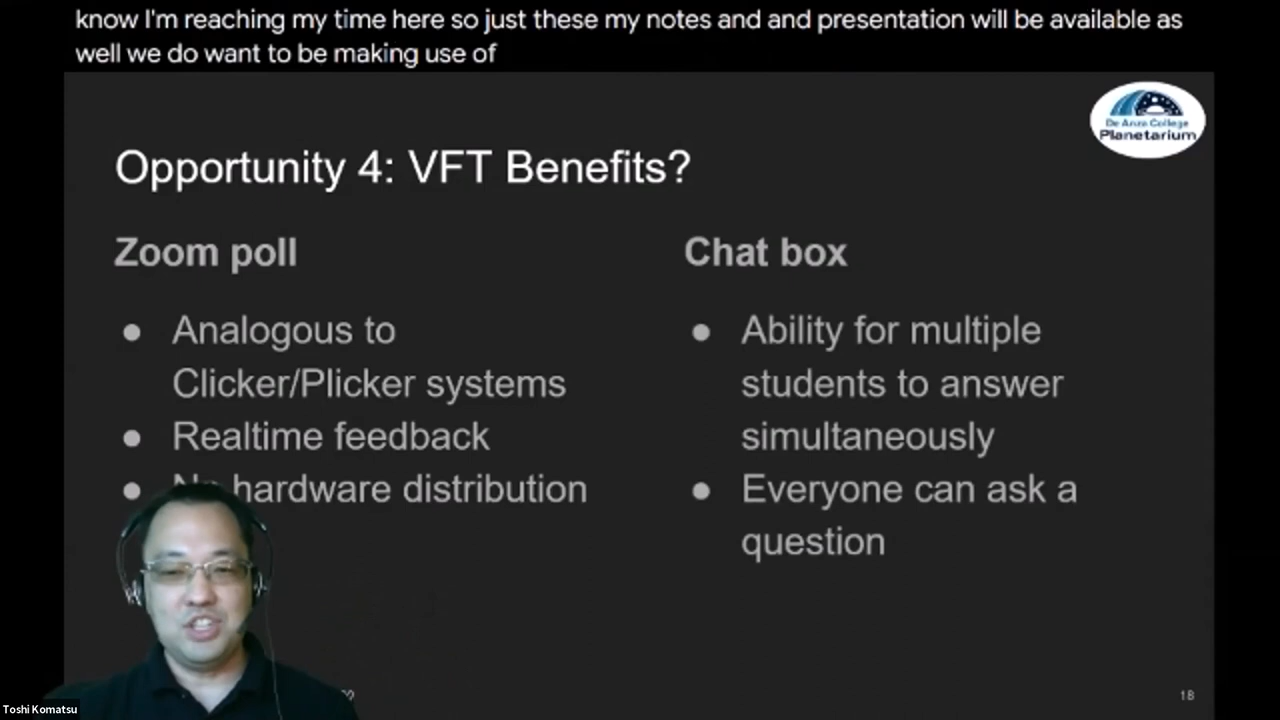 know I'm reaching my time here so just these my notes and and presentation will be available as
well we do want to be making use of
De Anza College
Planetarium
Opportunity 4: VFT Benefits?
Zoom poll
● Analogous to
Clicker/Plicker systems
● Realtime feedback
● No hardware distribution
Chat box
● Ability for multiple
students to answer
simultaneously
● Everyone can ask a
question
18
Toshi Komatsu